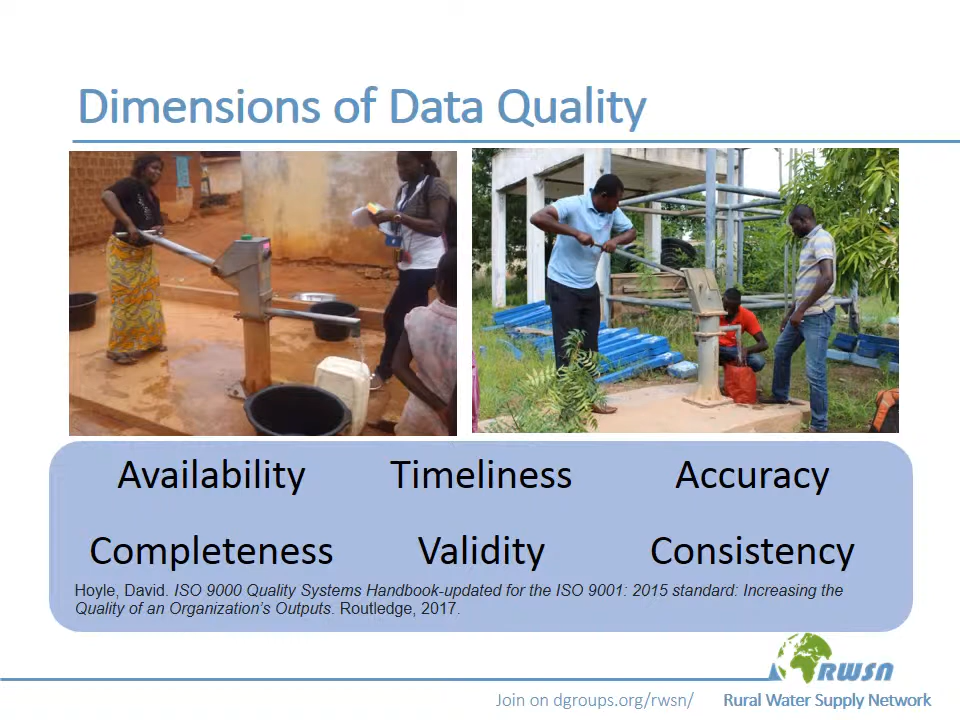 Dimensions of Data Quality
Availability Timeliness Accuracy
Completeness Validity Consistency
Hoyle, David. ISO 9000 Quality Systems Handbook-updated for the ISO 9001: 2015 standard: Increasing the
Quality of an Organization’s Outputs. Routledge, 2017.
RWSN
Join on dgroups.org/rwsn/ Rural Water Supply Network